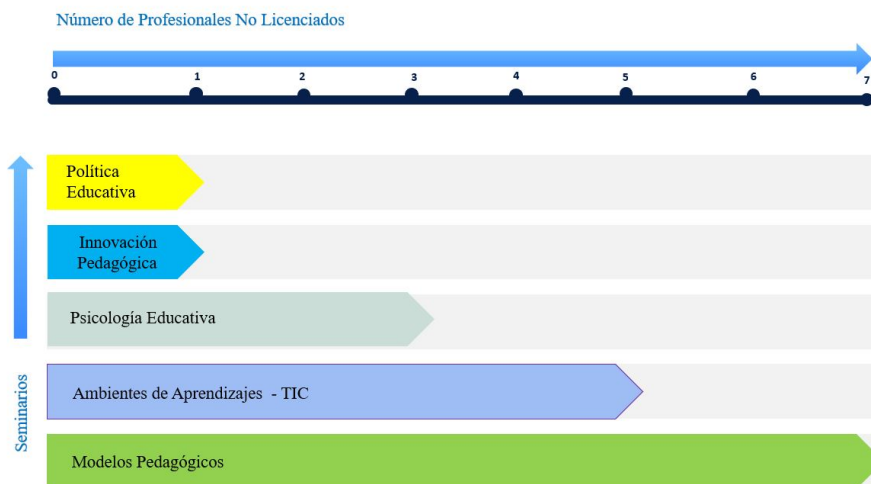 Número de Profesionales No Licenciados
0 1 2 3 4 5 6 7
Política
Educativa
Innovación
Pedagógica
Psicología Educativa
Ambientes de Aprendizajes - TIC
Modelos Pedagógicos
Seminarios